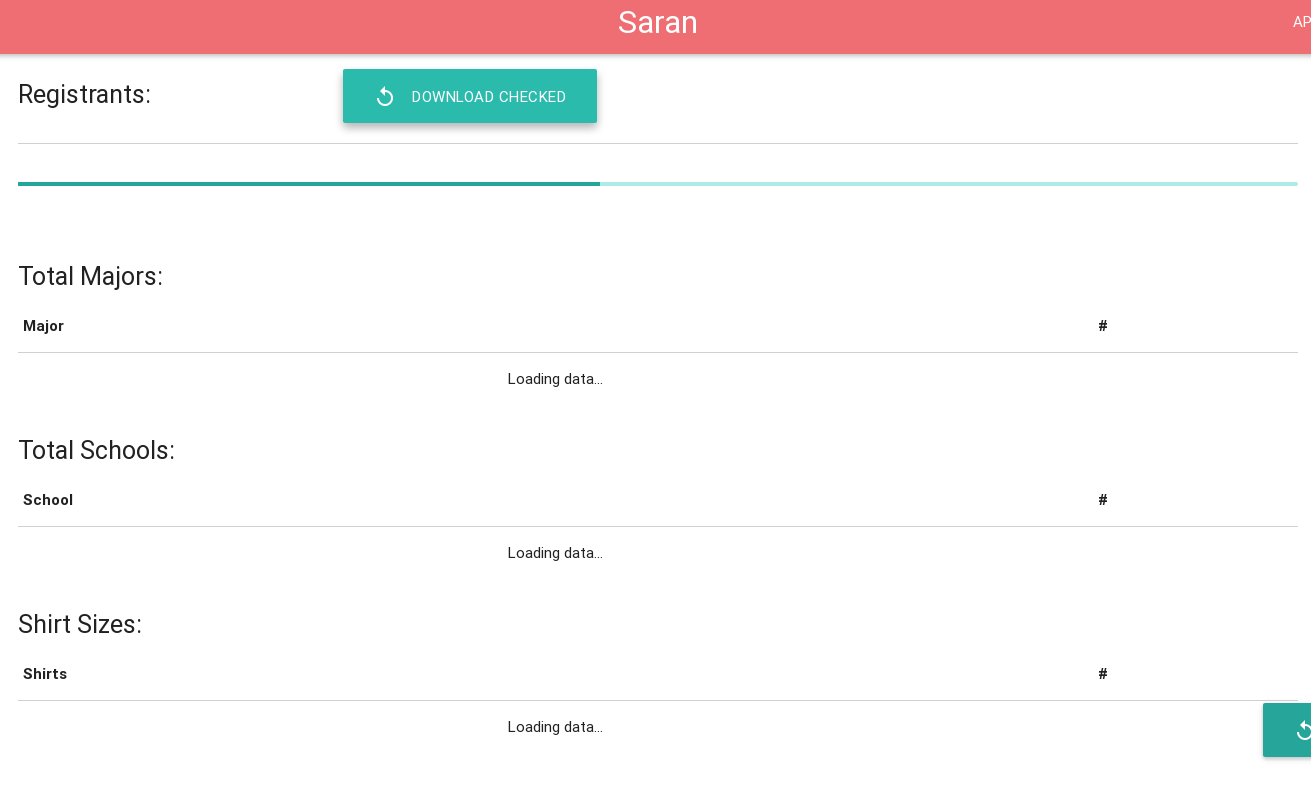 Saran
AP
Registrants:
DOWNLOAD CHECKED
Total Majors:
Major #
Loading data...
Total Schools:
School #
Loading data...
Shirt Sizes:
Shirts #
Loading data...